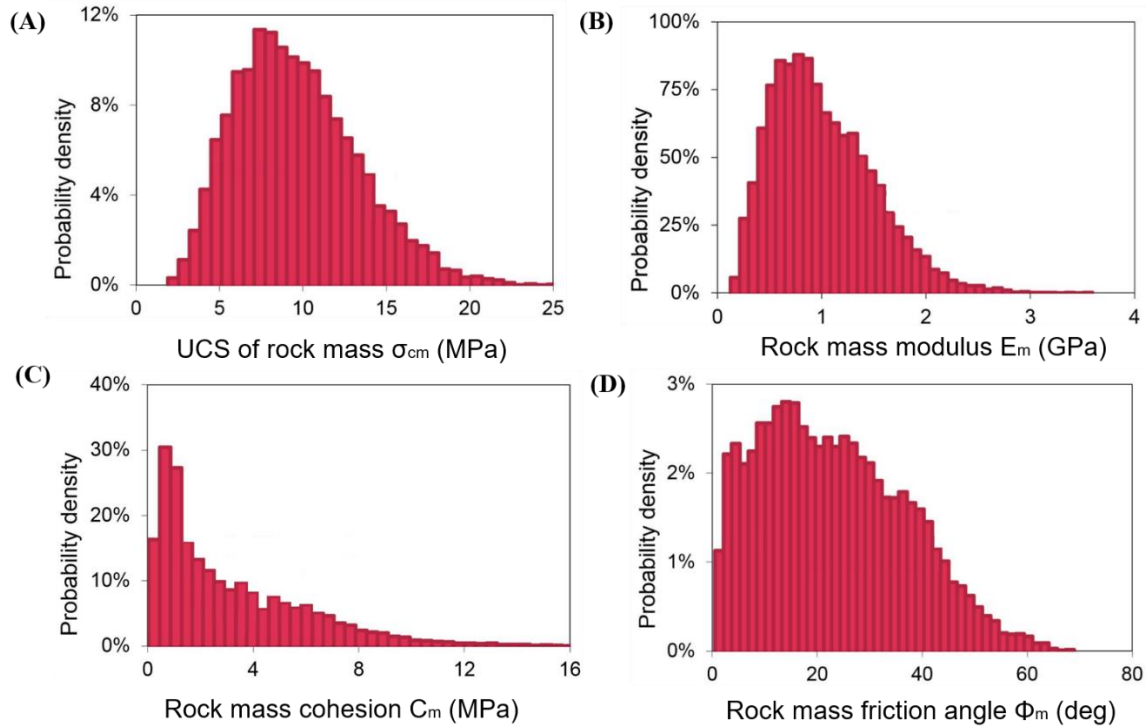 (A)
12%
8%
4%
0%
Probability density
0 5 10 15 20 25
UCS of rock mass σcm (MPa)
(B)
100%
75%
50%
25%
0%
Probability density
0 1 2 3 4
Rock mass modulus Em (GPa)
(C)
40%
30%
20%
10%
0%
Probability density
0 4 8 12 16
Rock mass cohesion Cm (MPa)
(D)
3%
2%
1%
0%
Probability density
0 20 40 60 80
Rock mass friction angle Φm (deg)